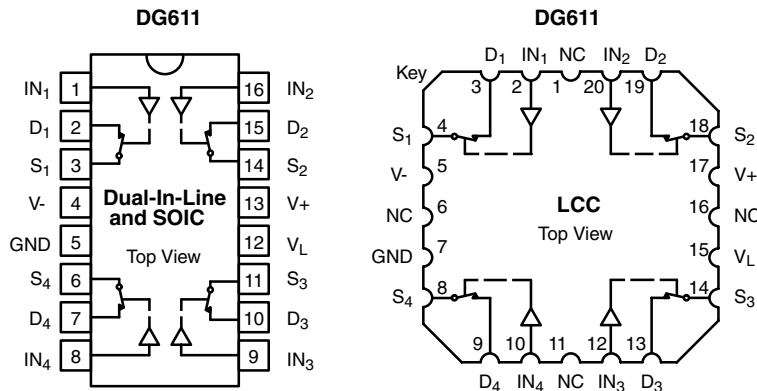 DG611
IN1 1 16 IN2
D1 2 15 D2
S1 3 14 S2
V- 4 Dual-In-Line and SOIC 13 V+
GND 5 Top View 12 VL
S4 6 11 S3
D4 7 10 D3
IN4 8 9 IN3
DG611
D1 IN1 NC IN2 D2
Key 3 2 1 20 19
S1 4 18 S2
V- 5 17 V+
NC 6 LCC 16 NC
GND 7 Top View 15 VL
S4 8 14 S3
9 10 11 12 13
D4 IN4 NC IN3 D3